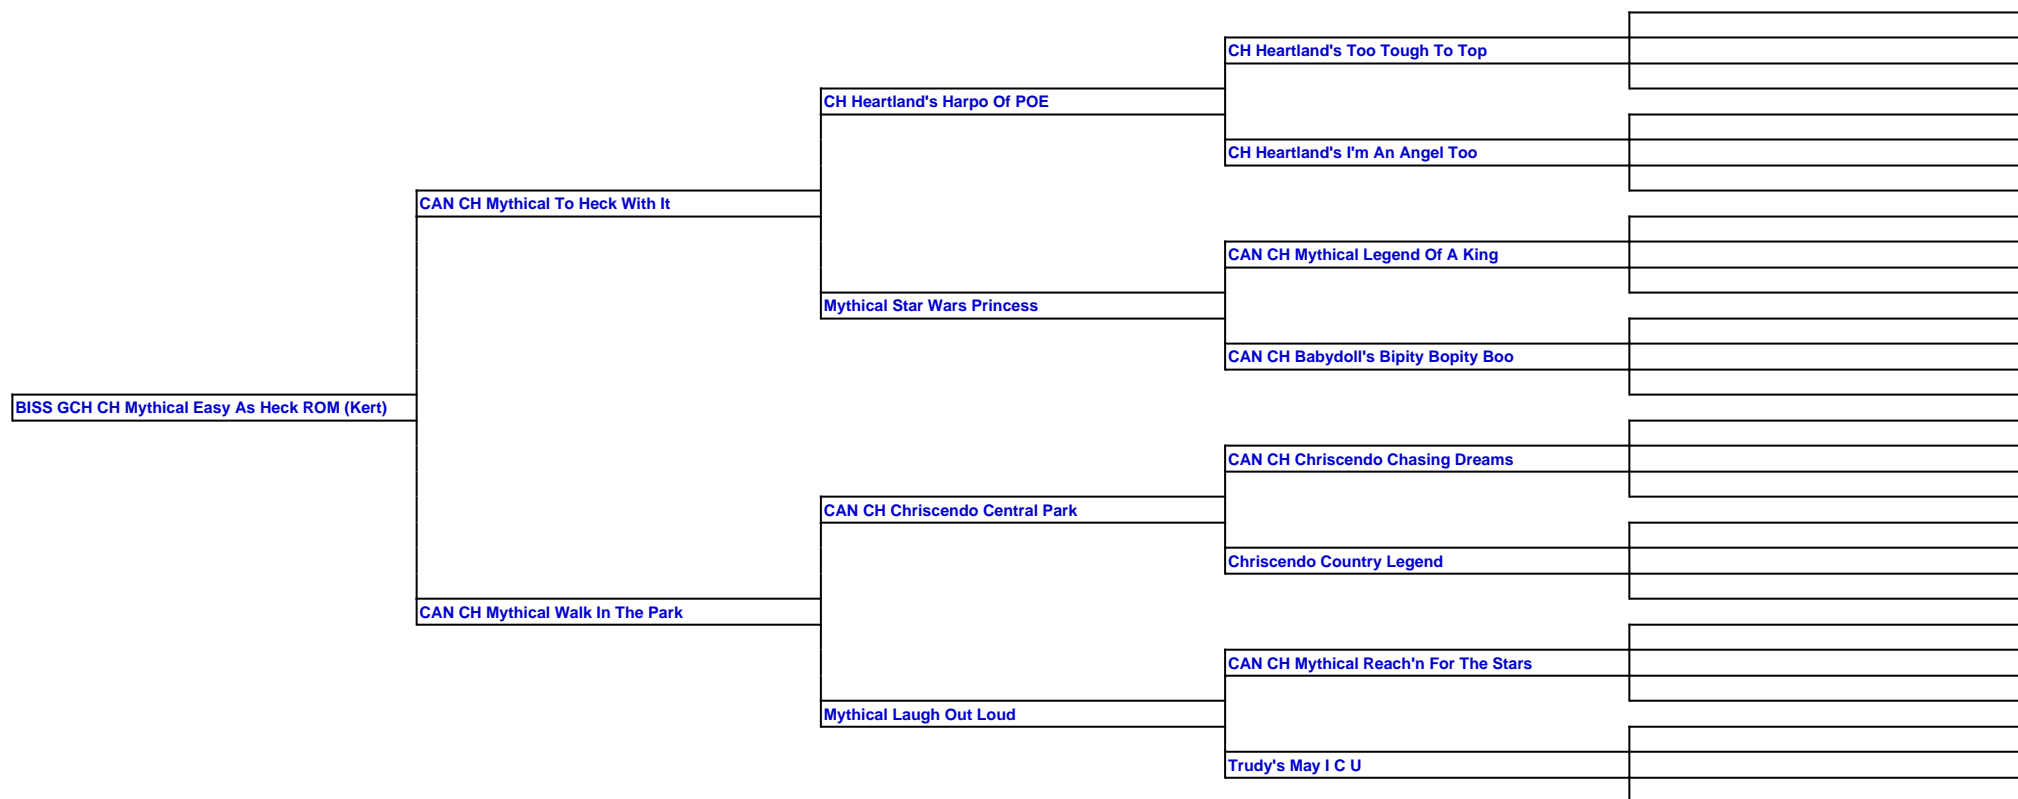 CH Heartland's Too Tough To Top
CH Heartland's Harpo Of POE
CH Heartland's I'm An Angel Too
CAN CH Mythical To Heck With It
CAN CH Mythical Legend Of A King
Mythical Star Wars Princess
CAN CH Babydoll's Bipity Bopity Boo
BISS GCH CH Mythical Easy As Heck ROM (Kert)
CAN CH Chriscendo Chasing Dreams
CAN CH Chriscendo Central Park
Chriscendo Country Legend
CAN CH Mythical Walk In The Park
CAN CH Mythical Reach'n For The Stars
Mythical Laugh Out Loud
Trudy's May I C U